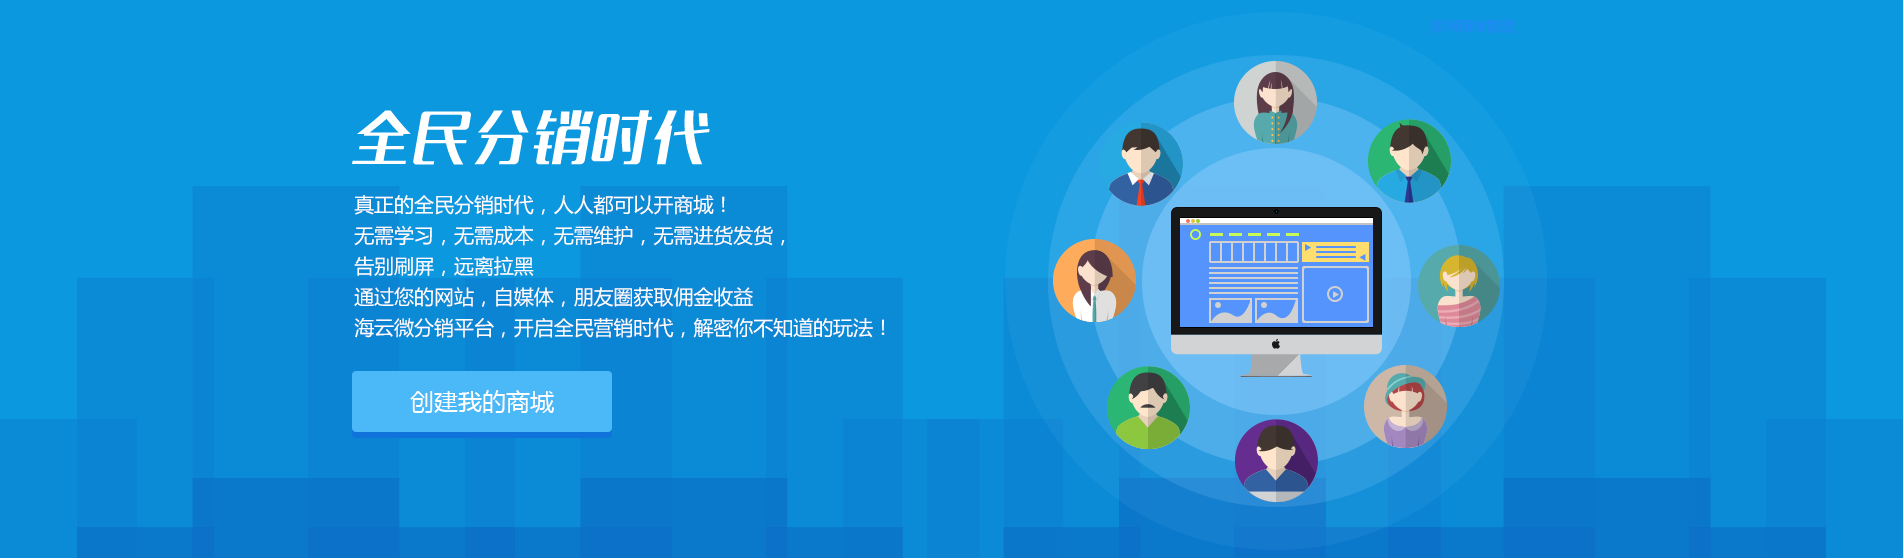 全民分销时代
真正的全民分销时代，人人都可以开商城！
无需学习，无需成本，无需维护，无需进货发货，
告别刷屏，远离拉黑
通过您的网站，自媒体，朋友圈获取佣金收益
海云微分销平台，开启全民营销时代，解密你不知道的玩法！
创建我的商城